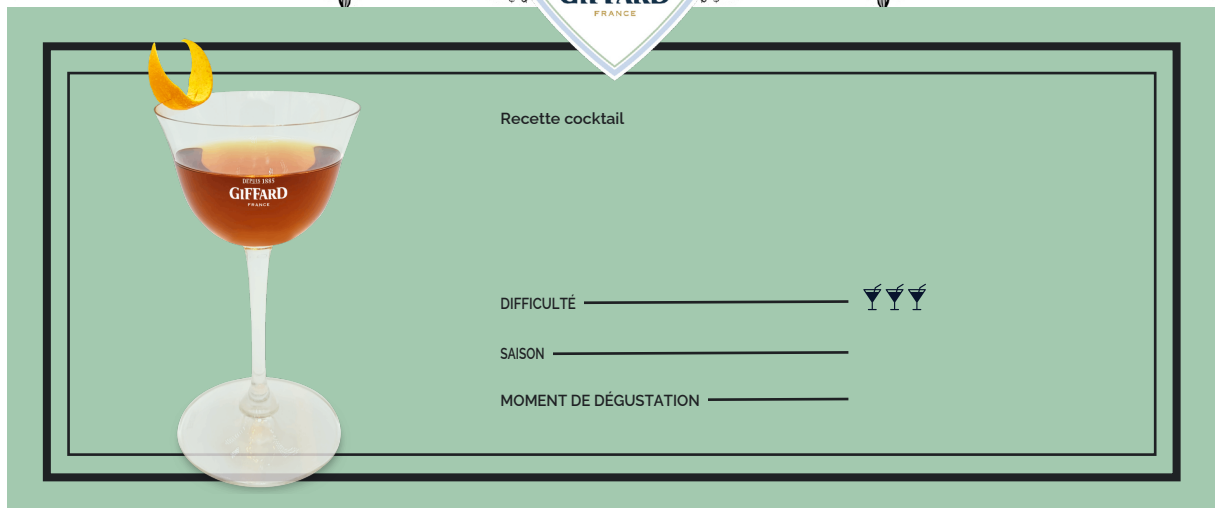 GIFFARD
FRANCE
Recette cocktail
DEPUIS 1885
GIFFARD
FRANCE
DIFFICULTÉ
SAISON
MOMENT DE DÉGUSTATION